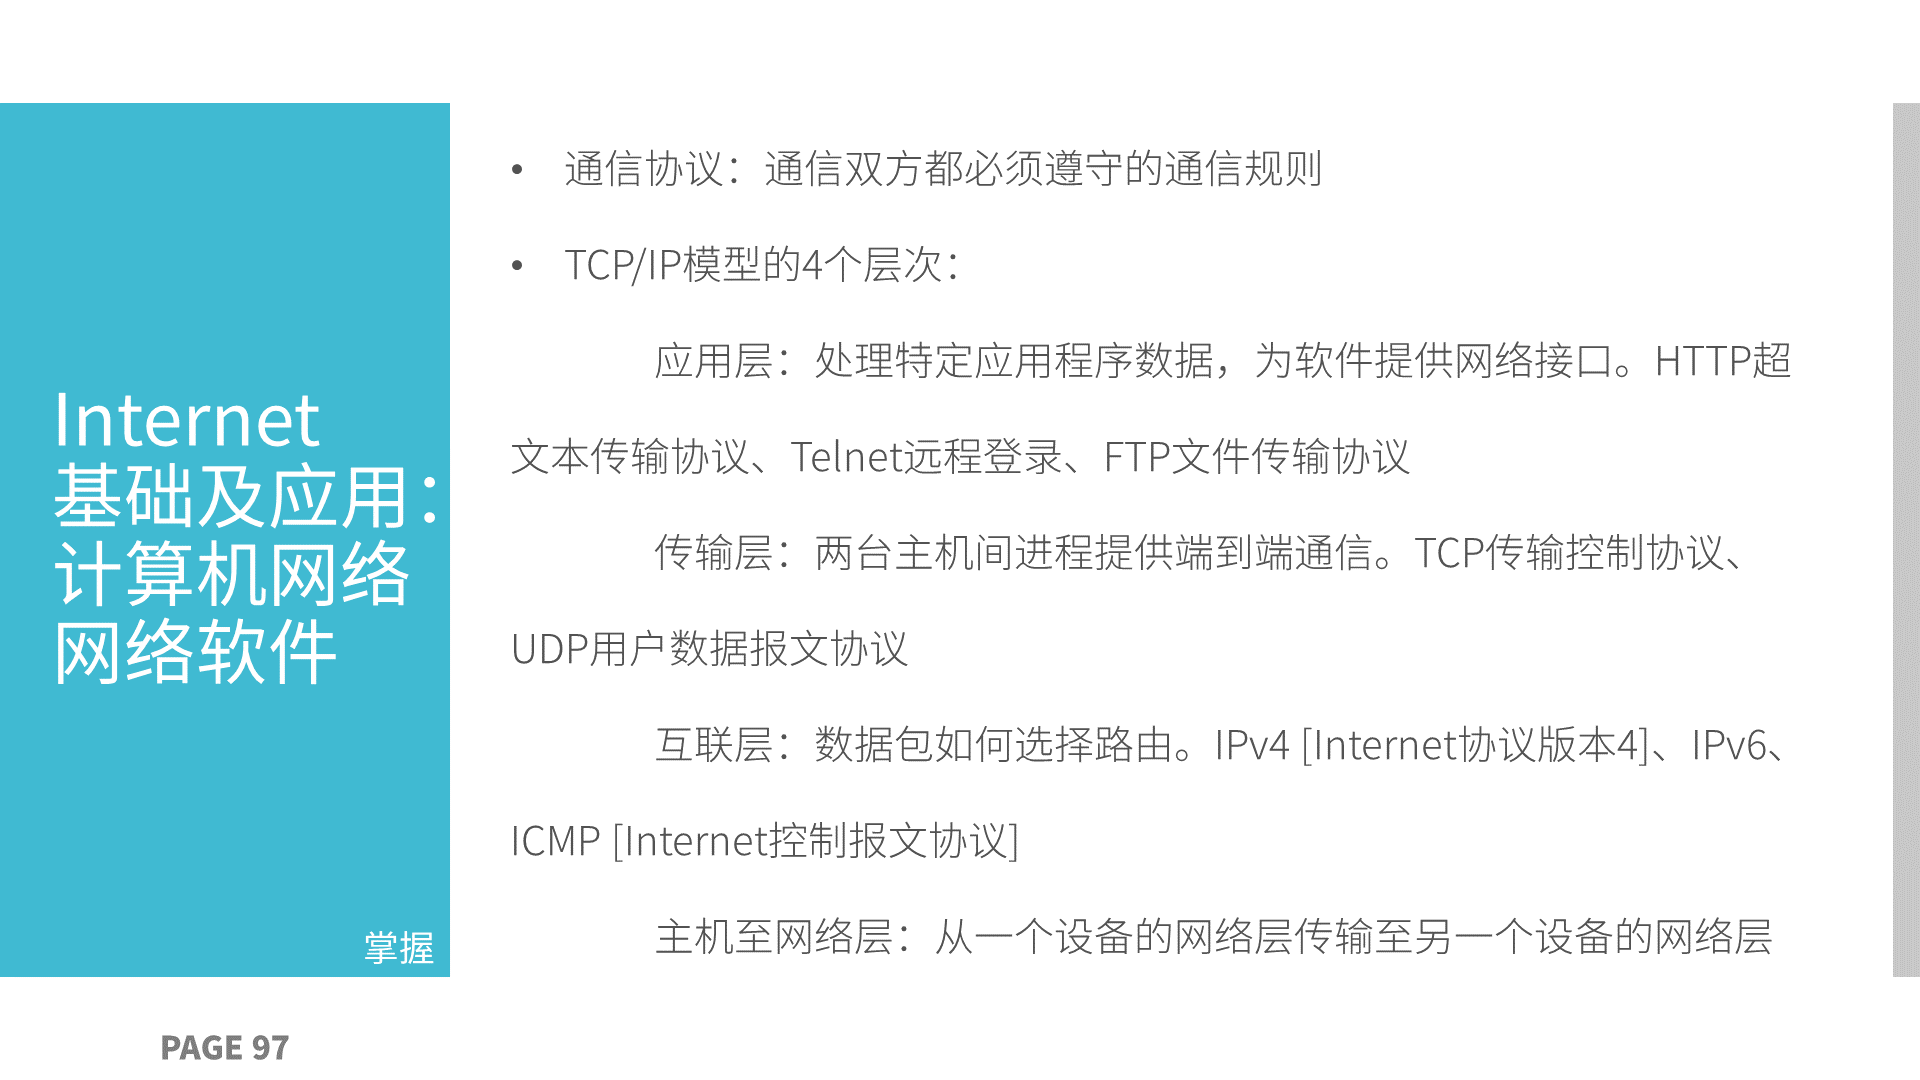 Internet
基础及应用：
计算机网络
网络软件
掌握
• 通信协议：通信双方都必须遵守的通信规则
• TCP/IP模型的4个层次：
应用层：处理特定应用程序数据，为软件提供网络接口。HTTP超
文本传输协议、Telnet远程登录、FTP文件传输协议
传输层：两台主机间进程提供端到端通信。TCP传输控制协议、
UDP用户数据报文协议
互联层：数据包如何选择路由。IPv4 [Internet协议版本4]、IPv6、
ICMP [Internet控制报文协议]
主机至网络层：从一个设备的网络层传输至另一个设备的网络层
PAGE 97